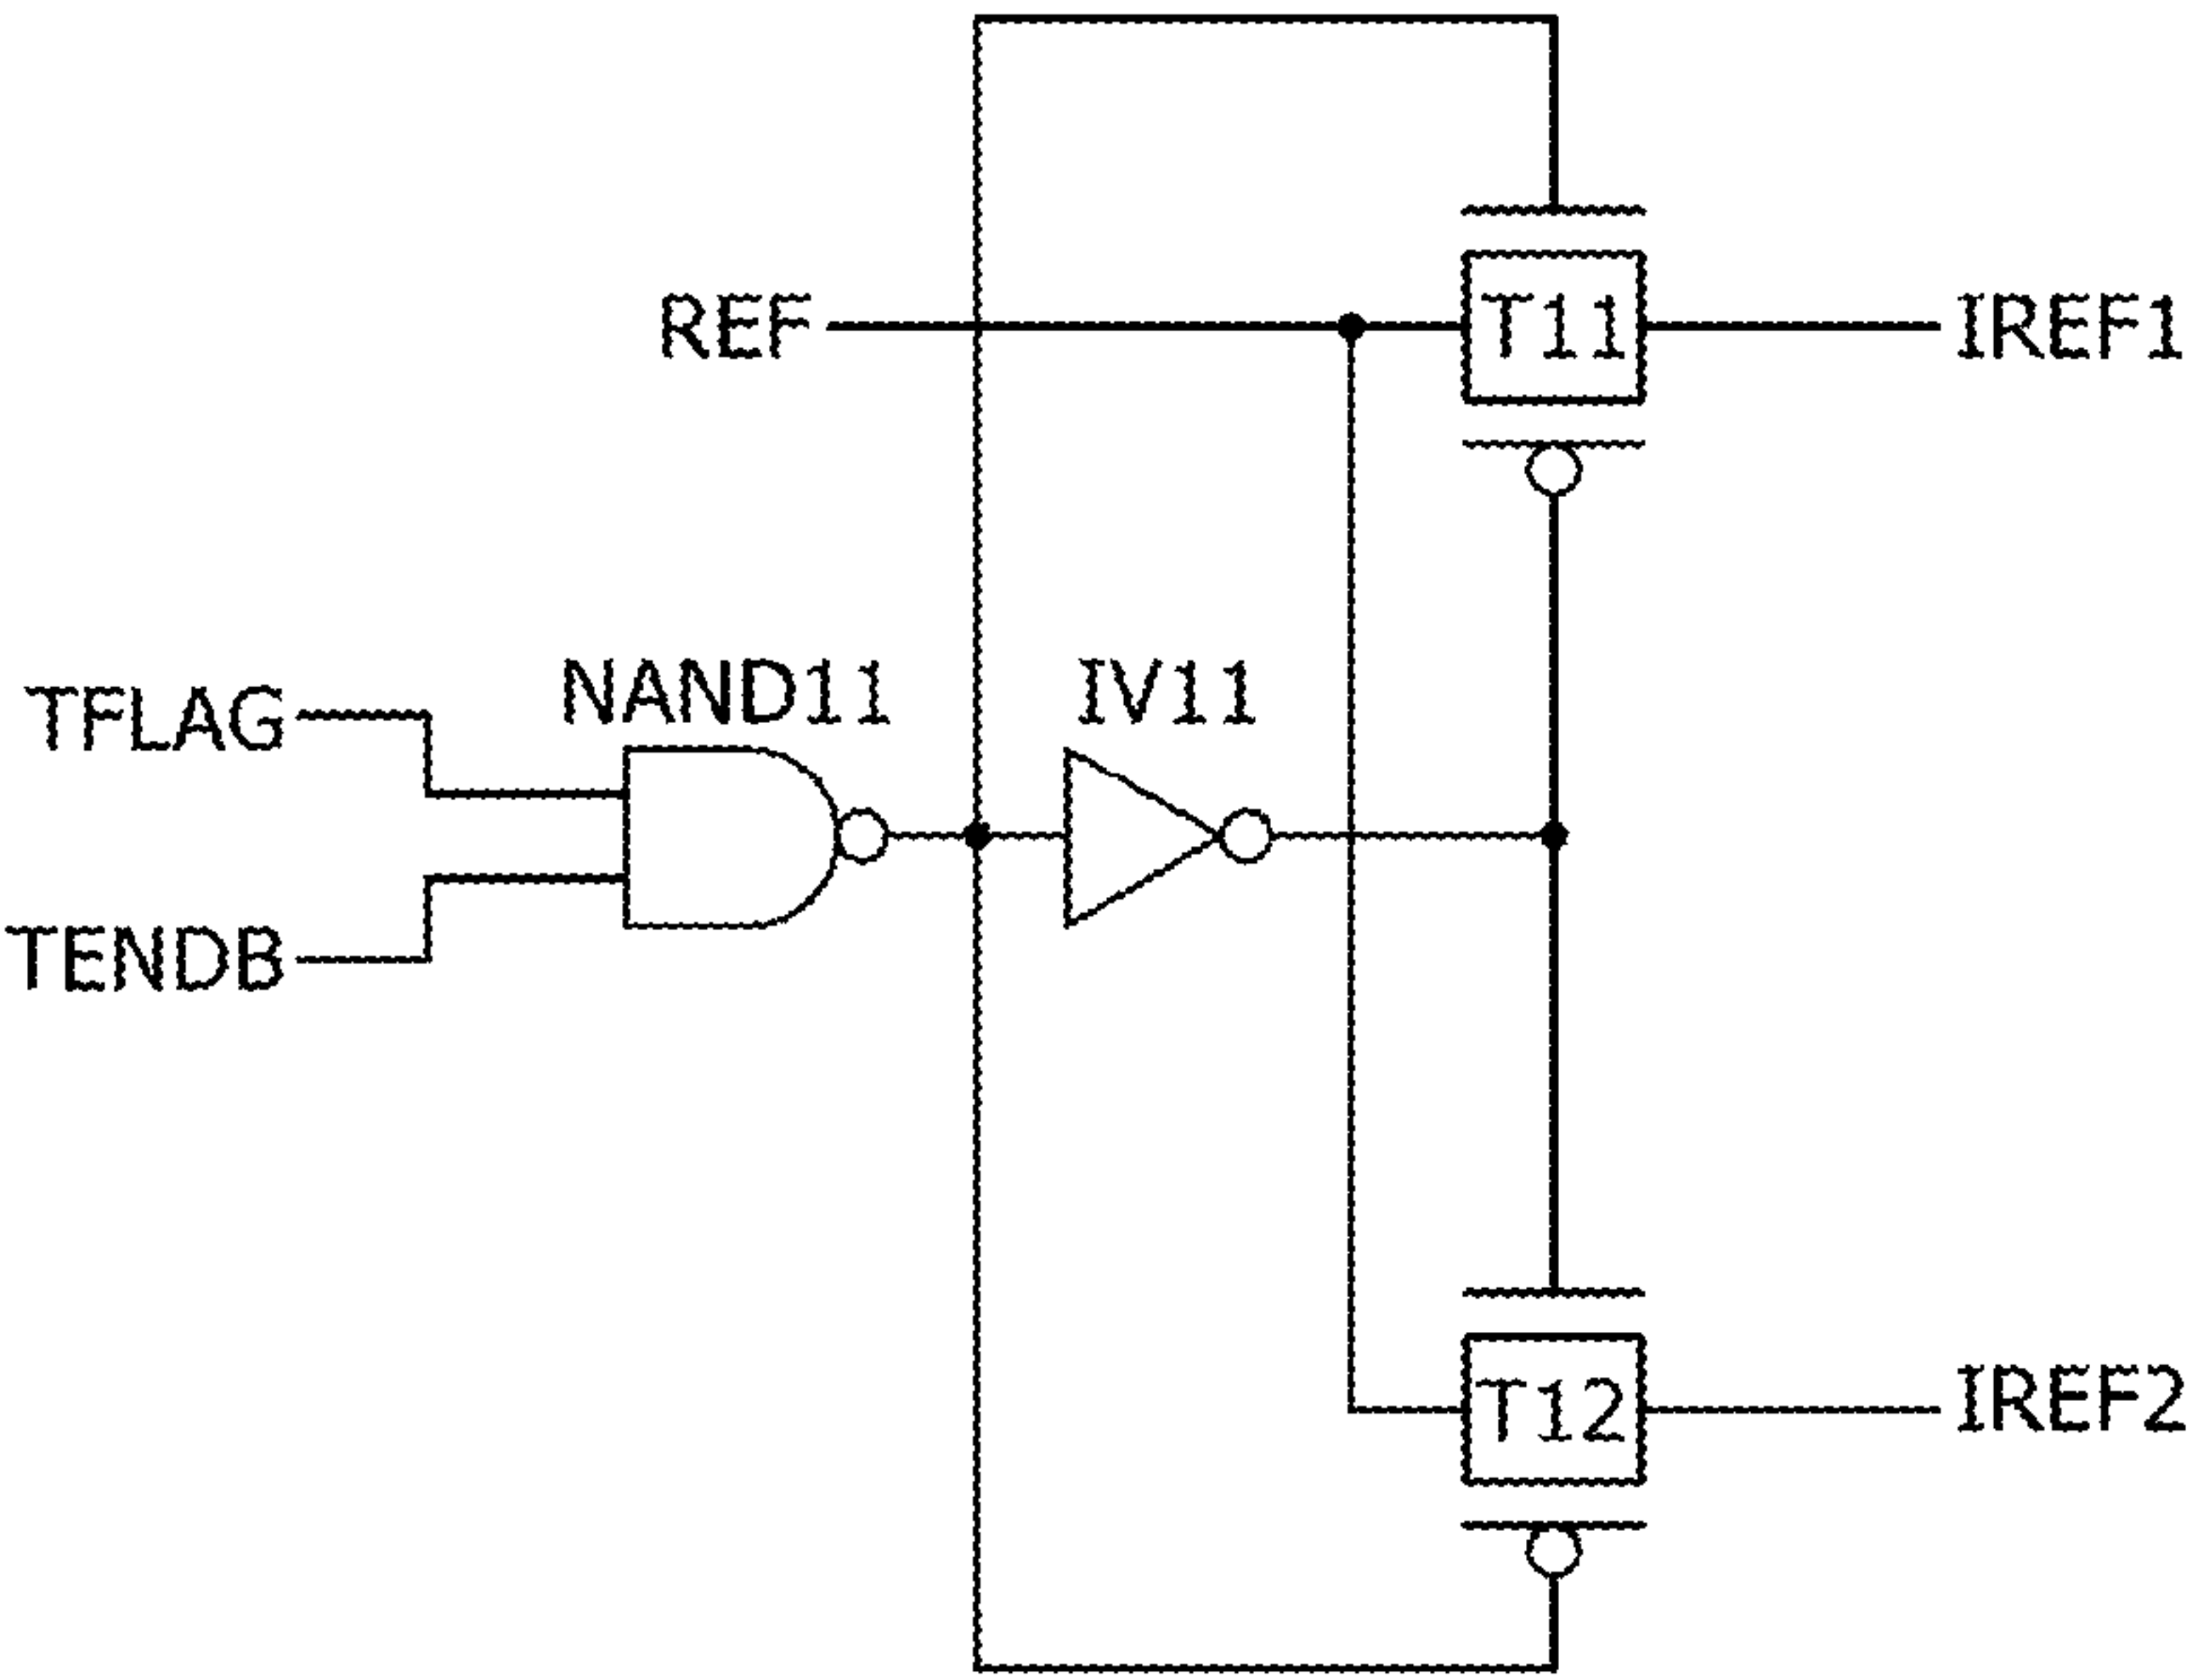 REF
T11
IREF1
NAND11
IV11
TFLAG
TENDB
T12
IREF2